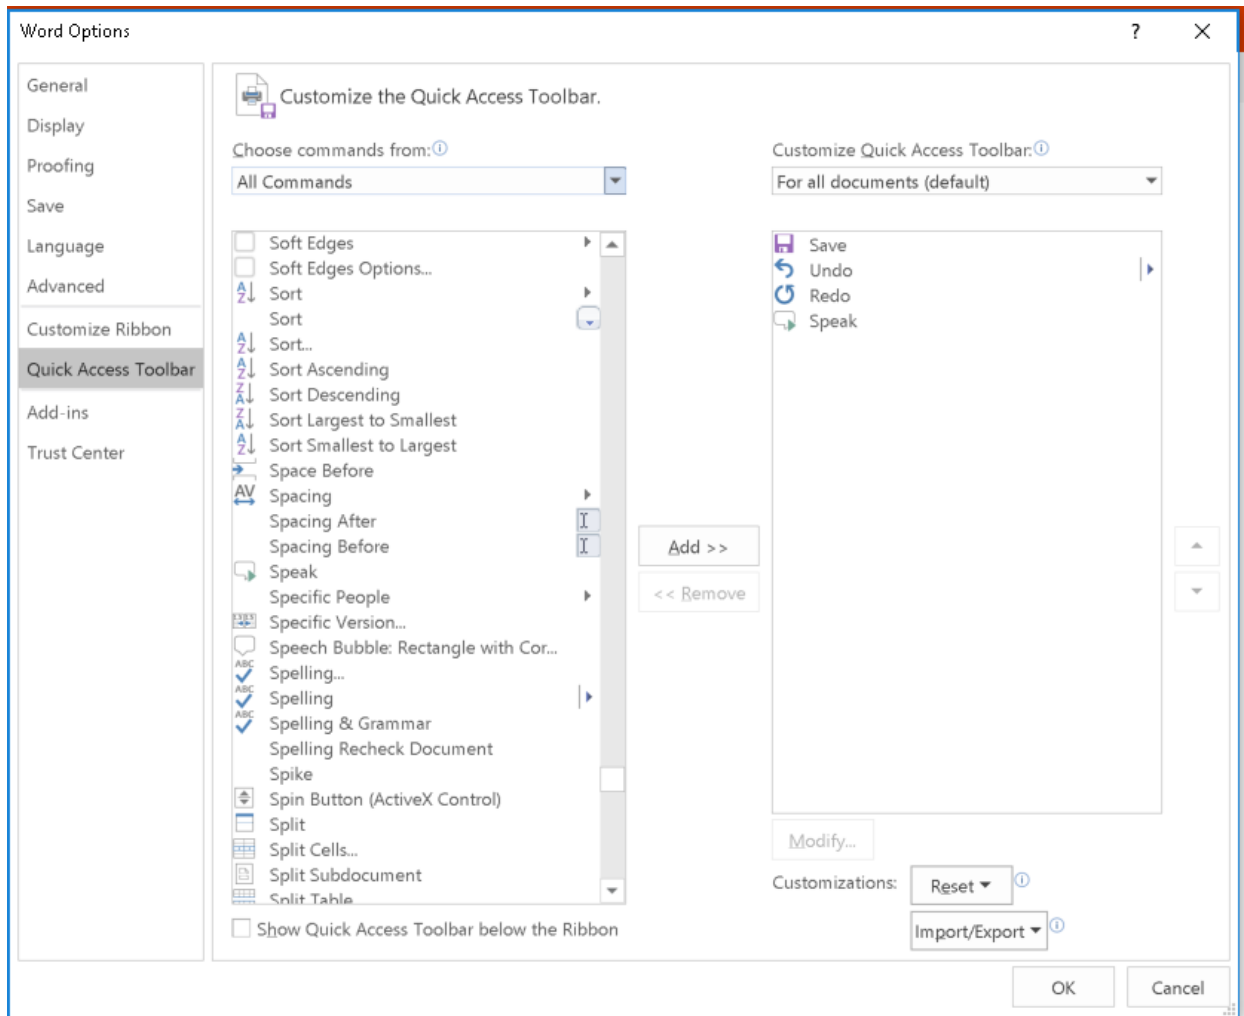 Word Options
?
General
Display
Proofing
Save
Language
Advanced
Customize Ribbon
Quick Access Toolbar
Add-ins
Trust Center
Customize the Quick Access Toolbar.
Choose commands from:
All Commands
Soft Edges
Soft Edges Options...
Sort
Sort
Sort...
Sort Ascending
Sort Descending
Sort Largest to Smallest
Sort Smallest to Largest
Space Before
Spacing
Spacing After
Spacing Before
Speak
Specific People
Specific Version...
Speech Bubble: Rectangle with Cor...
Spelling...
Spelling
Spelling & Grammar
Spelling Recheck Document
Spike
Spin Button (ActiveX Control)
Split
Split Cells...
Split Subdocument
Split Table
Show Quick Access Toolbar below the Ribbon
Add >>
<< Remove
Customize Quick Access Toolbar:
For all documents (default)
Save
Undo
Redo
Speak
Modify...
Customizations:
Reset
Import/Export
OK
Cancel